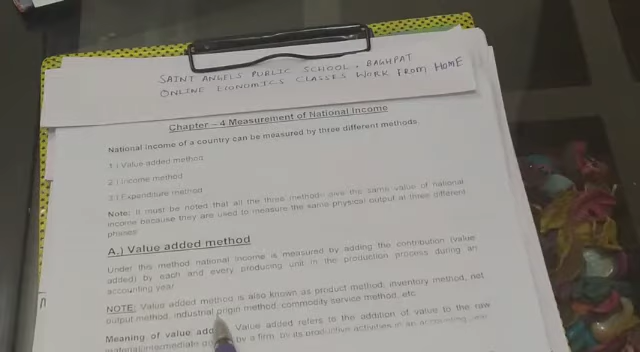 SAINT ANGELS PUBLIC SCHOOL, BAGHPAT
ONLINE ECONOMICS CLASSES WORK FROM HOME
Chapter – 4 Measurement of National Income
National income of a country can be measured by three different methods
1.) Value added method
2.) Income method
3.) Expenditure method
Note: It must be noted that all the three methods give the same value of national
income because they are used to measure the same physical output at three different
phases
A.) Value added method
Under this method national income is measured by adding the contribution (value
added) by each and every producing unit in the production process during an
accounting year
NOTE: Value added method is also known as product method, inventory method, net
output method, industrial origin method, commodity service method, etc.
Meaning of value Value added refers to the addition of value to the raw
material/intermediate by a firm, by its productive activities in an accounting